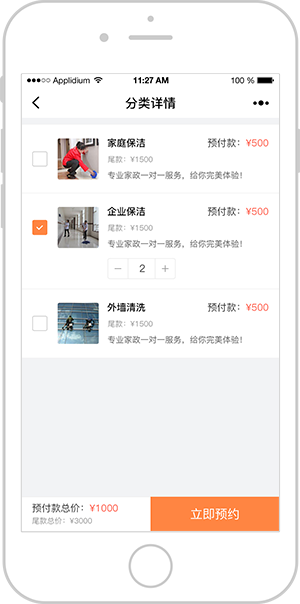 Applidium 11:27 AM 100 %
分类详情
家庭保洁 预付款：¥500
尾款：¥1500
专业家政一对一服务，给你完美体验！
企业保洁 预付款：¥500
尾款：¥1500
专业家政一对一服务，给你完美体验！
2
外墙清洗 预付款：¥500
尾款：¥1500
专业家政一对一服务，给你完美体验！
预付款总价：¥1000
尾款总价：¥3000
立即预约